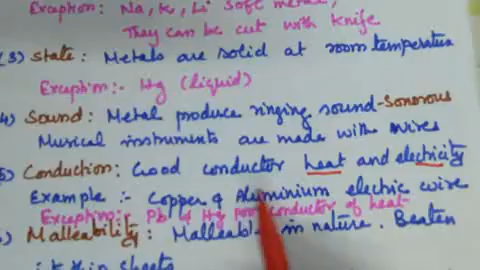 Exception: Na, K, Li soft metal,
They can be cut with knife
(3) State: Metals are solid at room temperature
Exception:- Hg (liquid)
4) Sound: Metal produce ringing sound-Sonorous
Musical instruments are made with wires
(5) Conduction: Good conductor heat and electricity
Example :- Copper & Aluminium electric wire
Exception:- Pb & Hg poor conductor of heat
) Malleability: Malleable in nature. Beaten
thin sheets